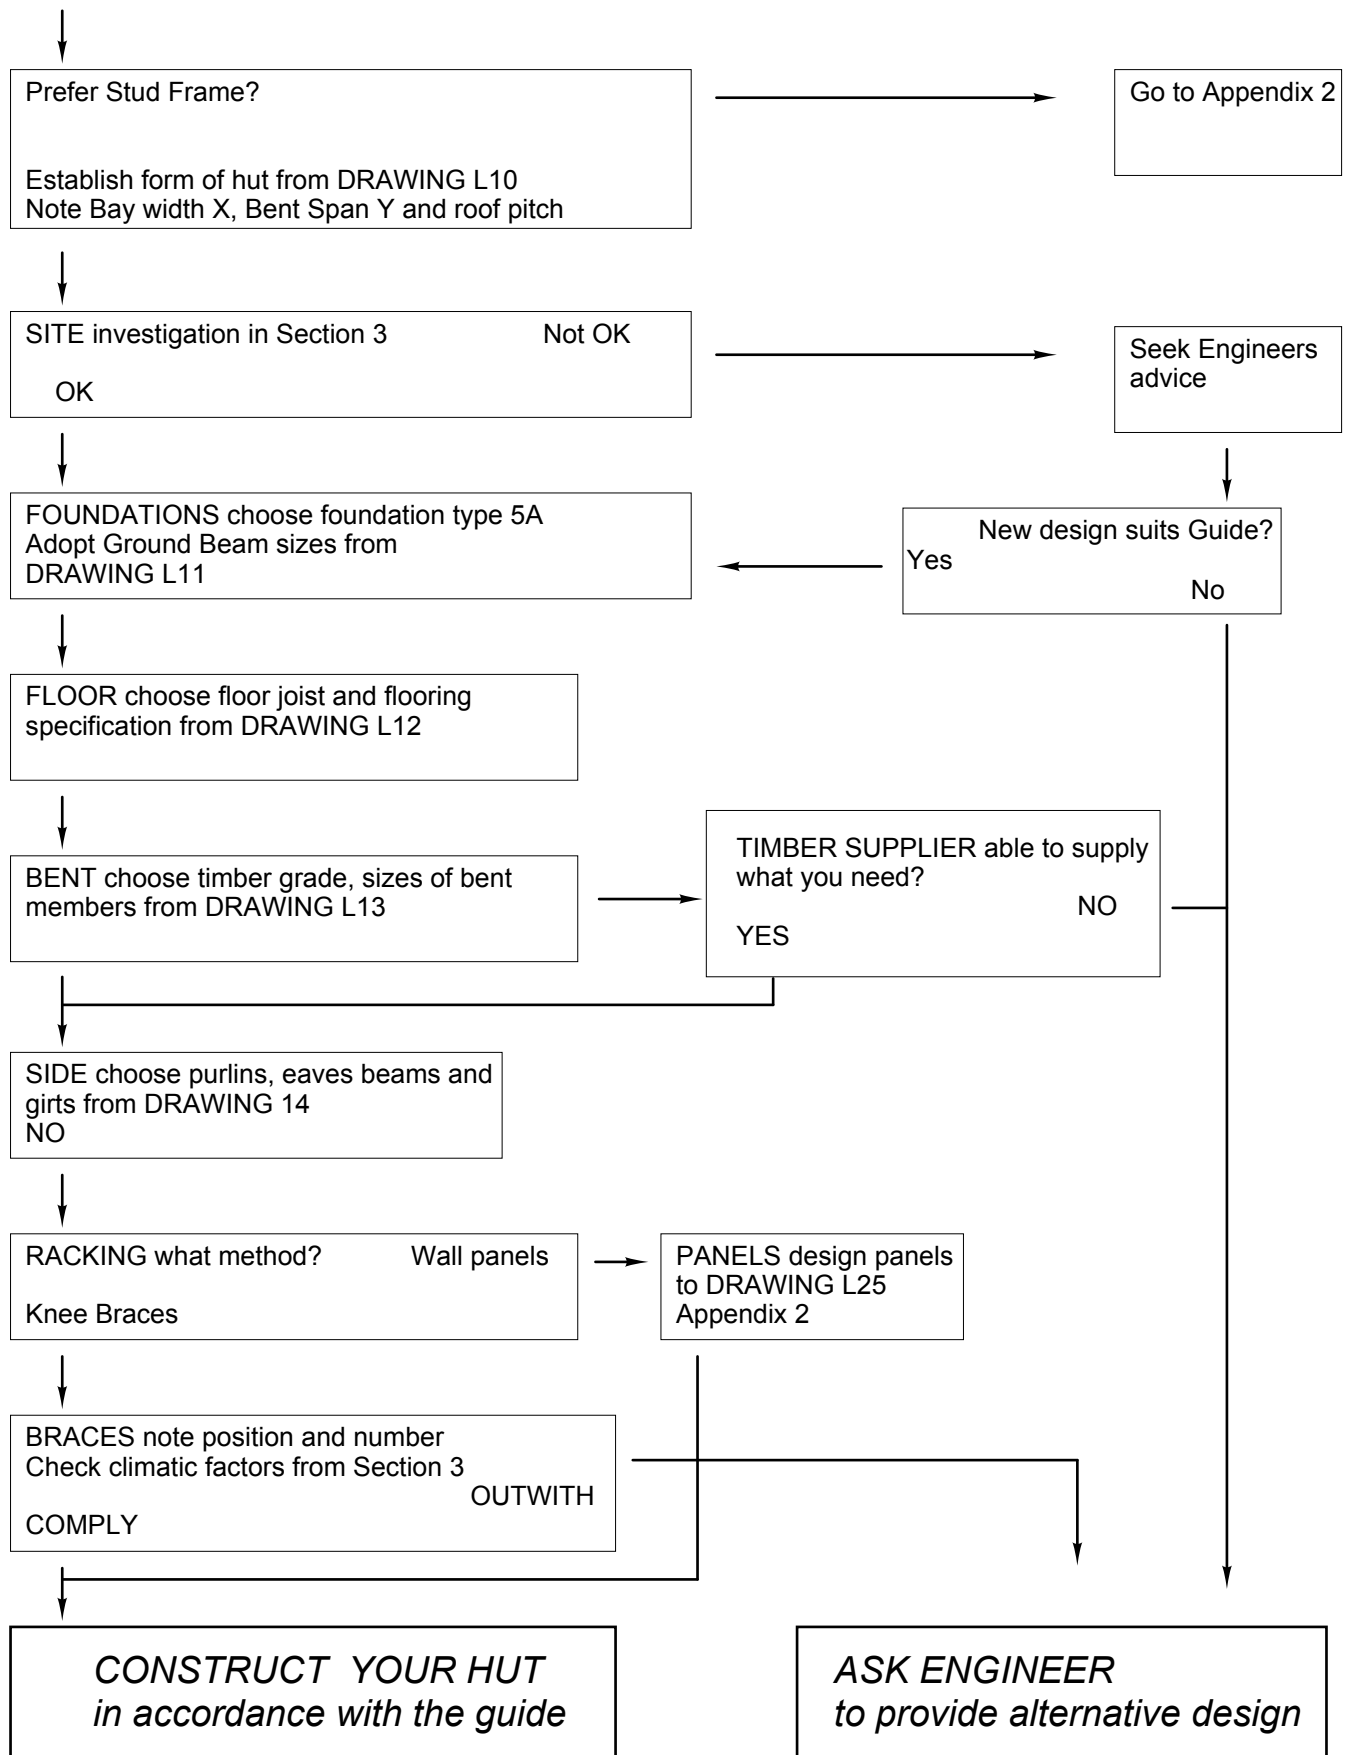 Prefer Stud Frame?
Go to Appendix 2
Establish form of hut from DRAWING L10
Note Bay width X, Bent Span Y and roof pitch
SITE investigation in Section 3 Not OK
OK
Seek Engineers
advice
FOUNDATIONS choose foundation type 5A
Adopt Ground Beam sizes from
DRAWING L11
New design suits Guide?
Yes
No
FLOOR choose floor joist and flooring
specification from DRAWING L12
BENT choose timber grade, sizes of bent
members from DRAWING L13
TIMBER SUPPLIER able to supply
what you need?
NO
YES
SIDE choose purlins, eaves beams and
girts from DRAWING 14
NO
RACKING what method? Wall panels
Knee Braces
PANELS design panels
to DRAWING L25
Appendix 2
BRACES note position and number
Check climatic factors from Section 3
OUTWITH
COMPLY
CONSTRUCT YOUR HUT
in accordance with the guide
ASK ENGINEER
to provide alternative design